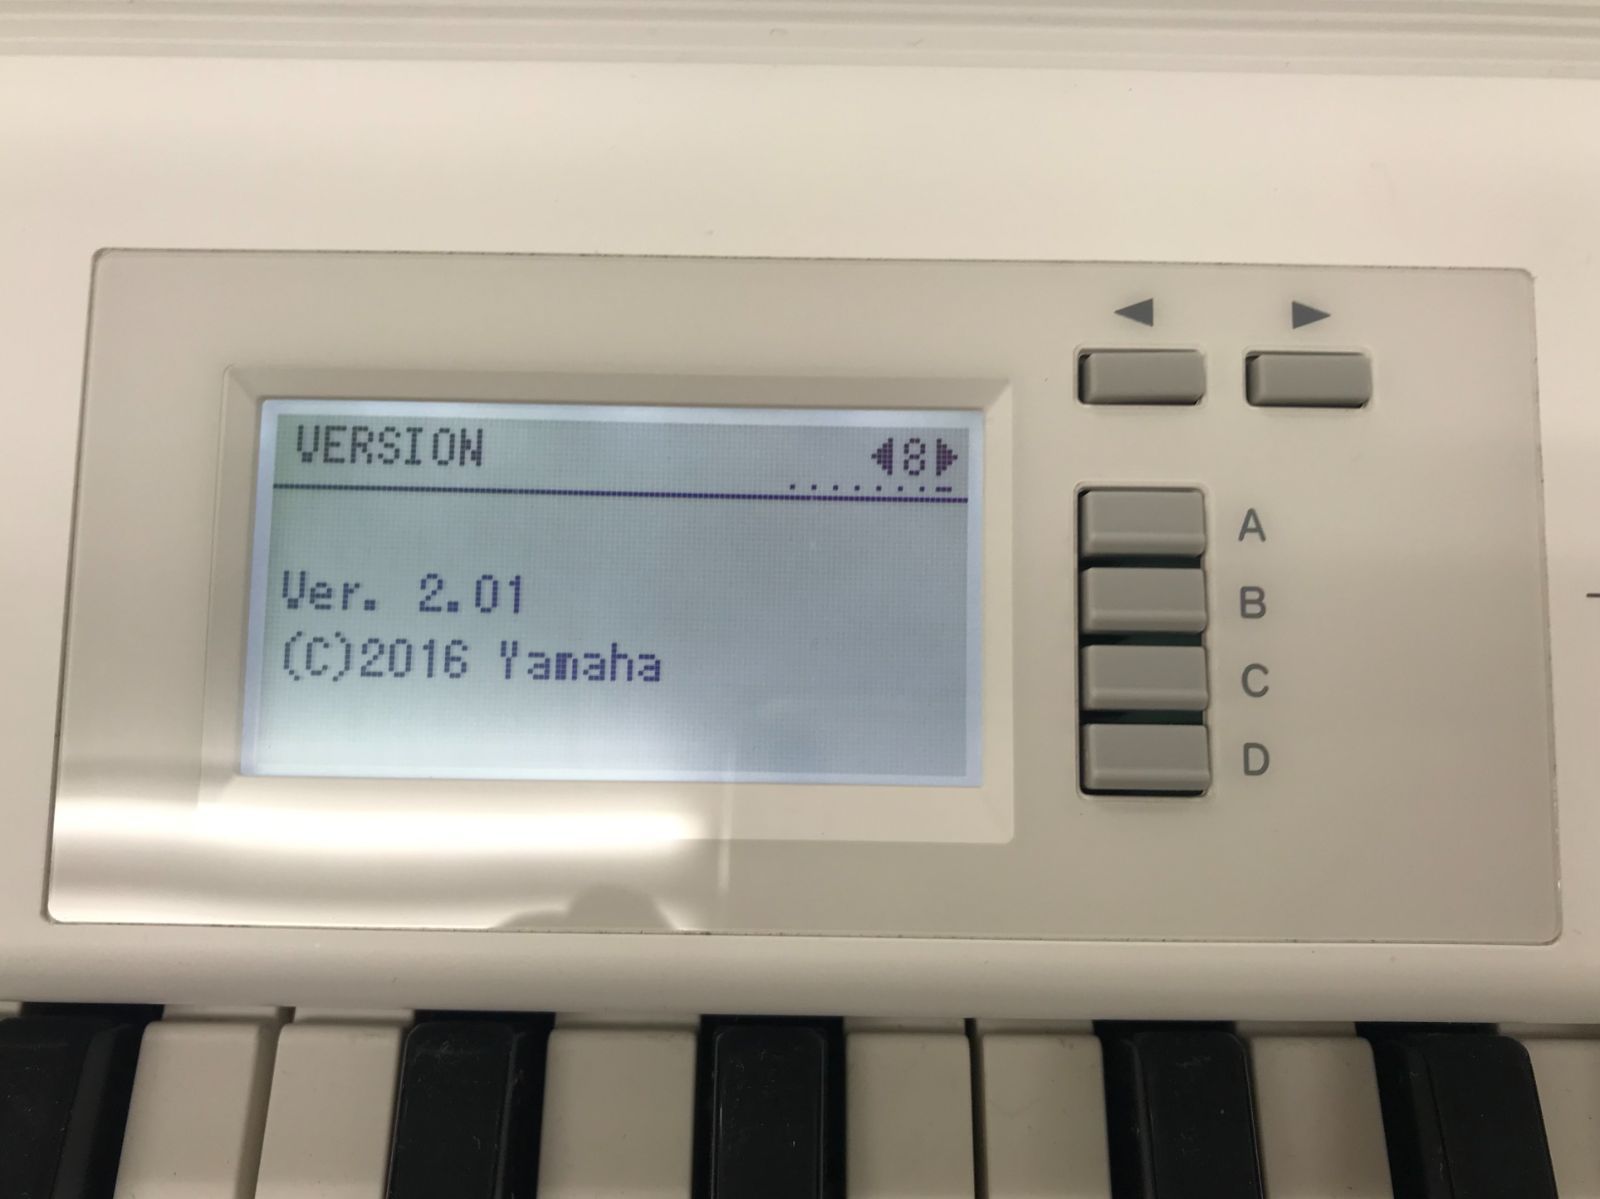 VERSION ◀8▶
Ver. 2.01
(C)2016 Yamaha
◀ ▶
A
B
C
D